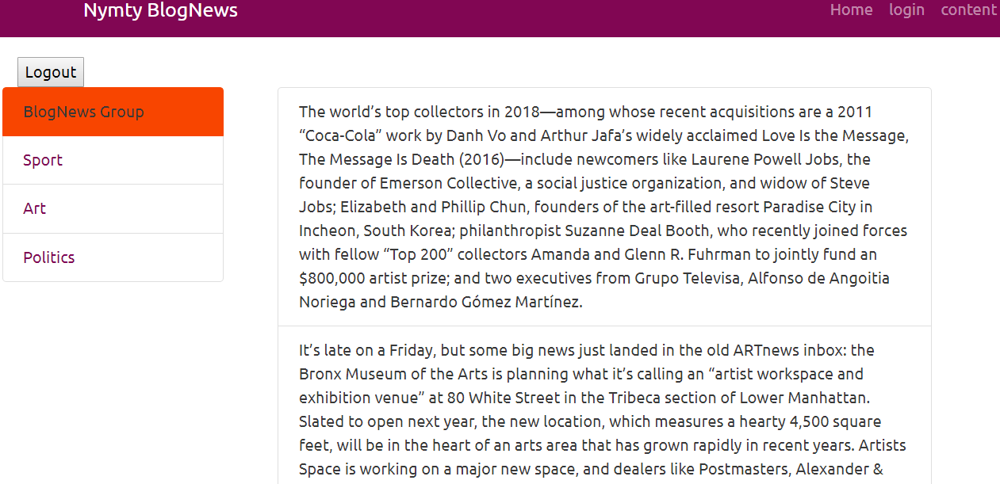 Nymty BlogNews
Home login content
Logout
BlogNews Group
Sport
Art
Politics
The world’s top collectors in 2018—among whose recent acquisitions are a 2011
“Coca-Cola” work by Danh Vo and Arthur Jafa’s widely acclaimed Love Is the Message,
The Message Is Death (2016)—include newcomers like Laurene Powell Jobs, the
founder of Emerson Collective, a social justice organization, and widow of Steve
Jobs; Elizabeth and Phillip Chun, founders of the art-filled resort Paradise City in
Incheon, South Korea; philanthropist Suzanne Deal Booth, who recently joined forces
with fellow “Top 200” collectors Amanda and Glenn R. Fuhrman to jointly fund an
$800,000 artist prize; and two executives from Grupo Televisa, Alfonso de Angoitia
Noriega and Bernardo Gómez Martínez.
It’s late on a Friday, but some big news just landed in the old ARTnews inbox: the
Bronx Museum of the Arts is planning what it’s calling an “artist workspace and
exhibition venue” at 80 White Street in the Tribeca section of Lower Manhattan.
Slated to open next year, the new location, which measures a hearty 4,500 square
feet, will be in the heart of an arts area that has grown rapidly in recent years. Artists
Space is working on a major new space, and dealers like Postmasters, Alexander &